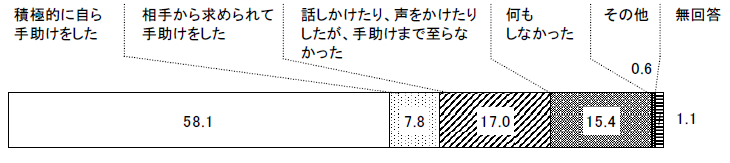 積極的に自ら
手助けをした
相手から求められて
手助けをした
話しかけたり、声をかけたり
したが、手助けまで至らな
かった
何も
しなかった
その他
無回答
0.6
58.1
7.8
17.0
15.4
1.1